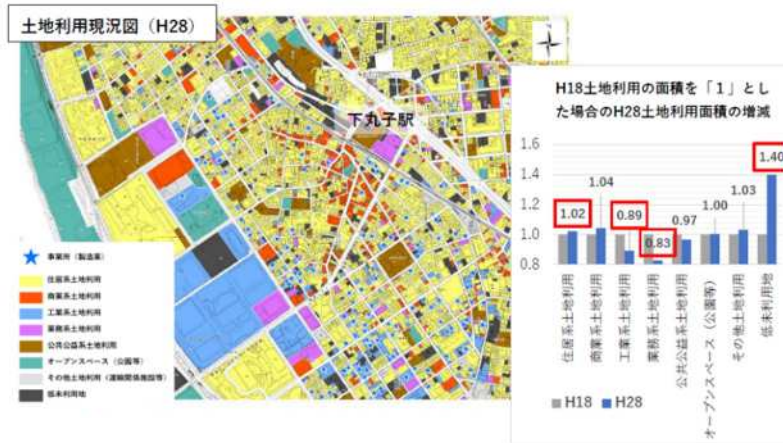 土地利用現況図（H28）
下丸子駅
事業所（製造業）
住居系土地利用
商業系土地利用
工業系土地利用
業務系土地利用
公共公益系土地利用
オープンスペース（公園等）
その他土地利用（運輸関係施設等）
低未利用地
H18土地利用の面積を「１」とし
た場合のH28土地利用面積の増減
1.6
1.4
1.2
1.0
0.8
1.02
1.04
0.89
0.83
0.97
1.00
1.03
1.40
住居系土地利用
商業系土地利用
工業系土地利用
業務系土地利用
公共公益系土地利用
オープンスペース（公園等）
その他土地利用
低未利用地
H18 H28